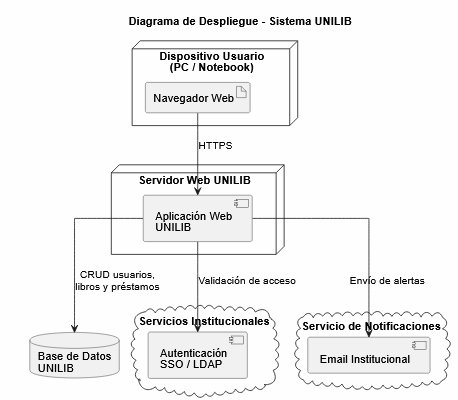 Diagrama de Despliegue - Sistema UNILIB
Dispositivo Usuario
(PC / Notebook)
Navegador Web
HTTPS
Servidor Web UNILIB
Aplicación Web
UNILIB
CRUD usuarios,
libros y préstamos
Validación de acceso
Envío de alertas
Servicios Institucionales
Servicio de Notificaciones
Base de Datos
UNILIB
Autenticación
SSO / LDAP
Email Institucional